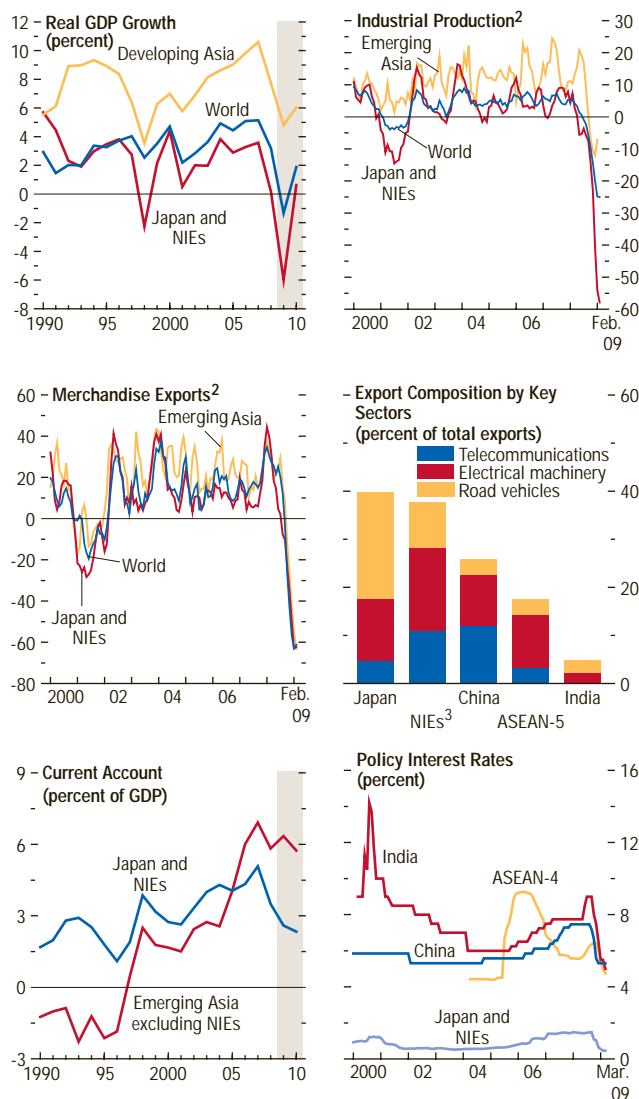 Real GDP Growth
(percent)
12
10
8
6
4
2
0
-2
-4
-6
-8
Developing Asia
World
Japan and
NIEs
1990 95 2000 05 10
Industrial Production2
30
20
10
0
-10
-20
-30
-40
-50
-60
Emerging
Asia
World
Japan and
NIEs
2000 02 04 06 Feb.
09
Merchandise Exports2
60
40
20
0
-20
-40
-60
-80
Emerging Asia
World
Japan and
NIEs
2000 02 04 06 Feb.
09
Export Composition by Key
Sectors
(percent of total exports)
Telecommunications
Electrical machinery
Road vehicles
60
40
20
0
Japan China India
NIEs3 ASEAN-5
Current Account
(percent of GDP)
9
6
3
0
-3
Japan and
NIEs
Emerging Asia
excluding NIEs
1990 95 2000 05 10
Policy Interest Rates
(percent)
16
12
8
4
0
India
ASEAN-4
China
Japan and
NIEs
2000 02 04 06 Mar.
09